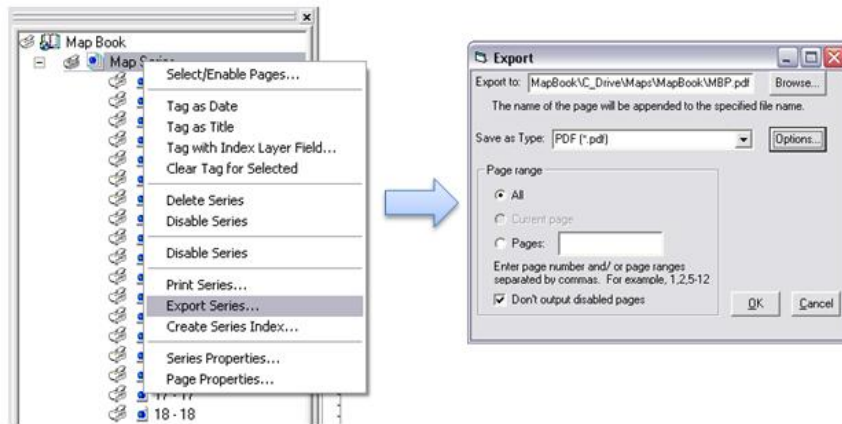 Map Book
Map Series
Select/Enable Pages...
Tag as Date
Tag as Title
Tag with Index Layer Field...
Clear Tag for Selected
Delete Series
Disable Series
Disable Series
Print Series...
Export Series...
Create Series Index...
Series Properties...
Page Properties...
17 - 17
18 - 18
Export
Export to: MapBook\C_Drive\Maps\MapBook\MBP.pdf Browse...
The name of the page will be appended to the specified file name.
Save as Type: PDF (*.pdf) Options...
Page range
All
Current page
Pages:
Enter page number and/ or page ranges
separated by commas. For example, 1,2,5-12
Don't output disabled pages
OK Cancel